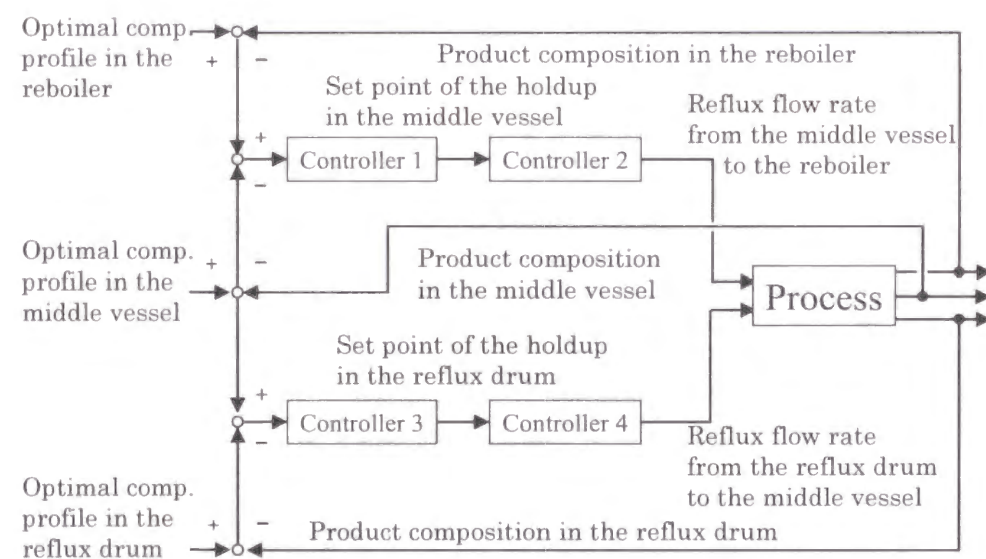 Optimal comp
profile in the
reboiler
+
−
Product composition in the reboiler
Set point of the holdup
in the middle vessel
Reflux flow rate
from the middle vessel
to the reboiler
+
−
Controller 1
Controller 2
Optimal comp.
profile in the
middle vessel
+
−
Product composition
in the middle vessel
Process
Set point of the holdup
in the reflux drum
+
−
Controller 3
Controller 4
Reflux flow rate
from the reflux drum
to the middle vessel
Optimal comp.
profile in the
reflux drum
+
−
Product composition in the reflux drum